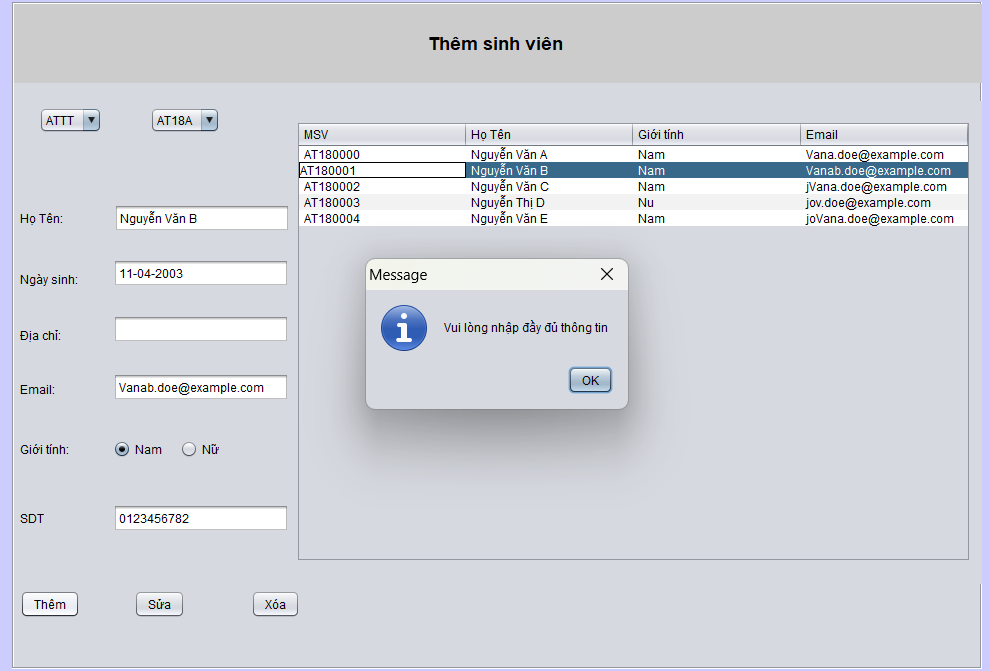 Thêm sinh viên
ATTT AT18A
MSV Họ Tên Giới tính Email
AT180000 Nguyễn Văn A Nam Vana.doe@example.com
AT180001 Nguyễn Văn B Nam Vanab.doe@example.com
AT180002 Nguyễn Văn C Nam jVana.doe@example.com
AT180003 Nguyễn Thị D Nu jov.doe@example.com
AT180004 Nguyễn Văn E Nam joVana.doe@example.com
Họ Tên: Nguyễn Văn B
Ngày sinh: 11-04-2003
Địa chỉ:
Email: Vanab.doe@example.com
Giới tính: Nam Nữ
SDT 0123456782
Thêm Sửa Xóa
Message
Vui lòng nhập đầy đủ thông tin
OK